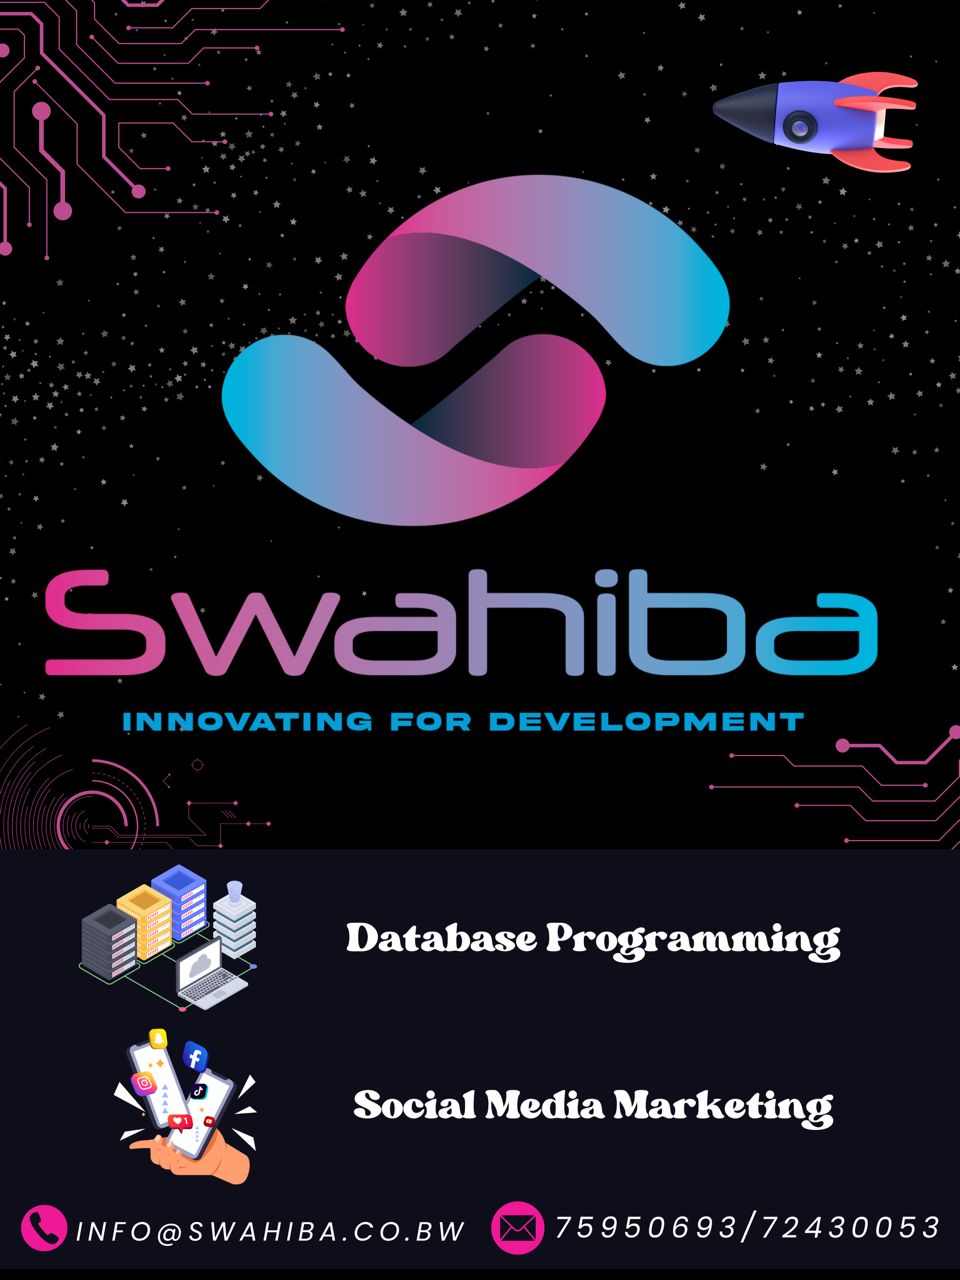 Swahiba
INNOVATING FOR DEVELOPMENT
Database Programming
Social Media Marketing
INFO@SWAHIBA.CO.BW
75950693/72430053